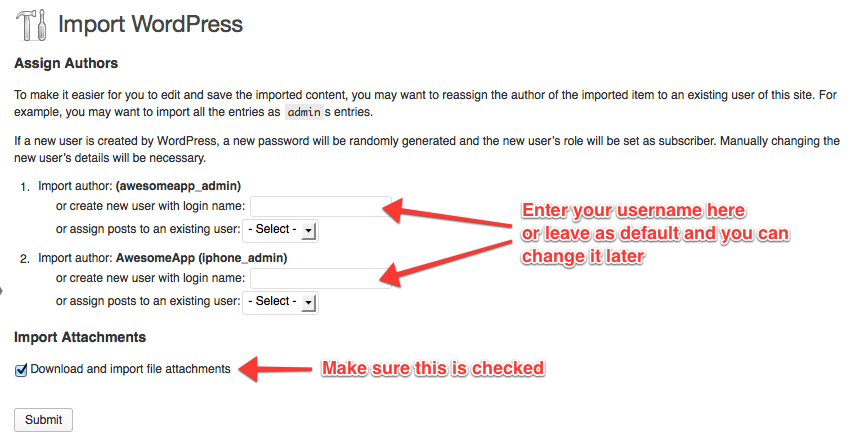 Import WordPress
Assign Authors
To make it easier for you to edit and save the imported content, you may want to reassign the author of the imported item to an existing user of this site. For
example, you may want to import all the entries as admin s entries.
If a new user is created by WordPress, a new password will be randomly generated and the new user's role will be set as subscriber. Manually changing the
new user's details will be necessary.
1. Import author: (awesomeapp_admin)
or create new user with login name:
or assign posts to an existing user: - Select -
Enter your username here
or leave as default and you can
change it later
2. Import author: AwesomeApp (iphone_admin)
or create new user with login name:
or assign posts to an existing user: - Select -
Import Attachments
Download and import file attachments
Make sure this is checked
Submit